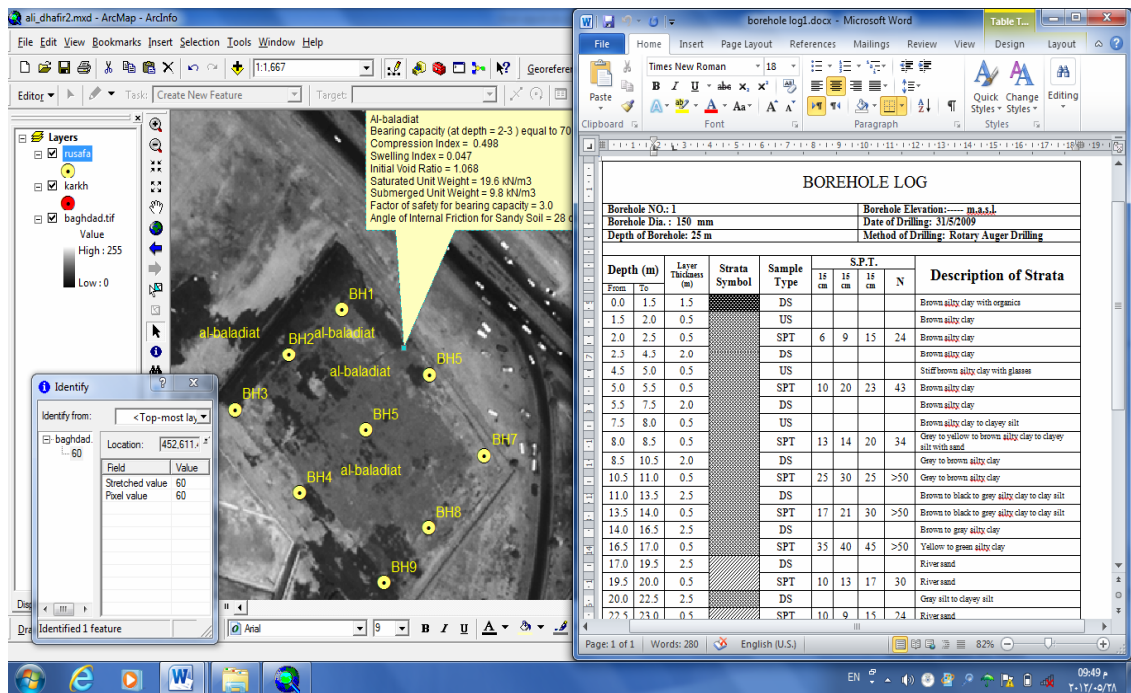 ali_dhafir2.mxd - ArcMap - ArcInfo
File Edit View Bookmarks Insert Selection Tools Window Help
1:1,667
Georeferen
Editor Task: Create New Feature Target:
Layers
rusafa
karkh
baghdad.tif
Value
High : 255
Low : 0
Al-baladiat
Bearing capacity (at depth = 2-3 ) equal to 70
Compression Index = 0.498
Swelling Index = 0.047
Initial Void Ratio = 1.068
Saturated Unit Weight = 19.6 kN/m3
Submerged Unit Weight = 9.8 kN/m3
Factor of safety for bearing capacity = 3.0
Angle of Internal Friction for Sandy Soil = 28
BH1
al-baladiat
al-baladiat
BH2
al-baladiat
BH5
BH3
BH5
BH7
al-baladiat
BH4
BH8
BH9
Identify
Identify from: <Top-most lay
baghdad.
60
Location: 452,611.
Field Value
Stretched value 60
Pixel value 60
Identified 1 feature
Disp
Dra
Arial 9 B I U A
borehole log1.docx - Microsoft Word
Table T...
File Home Insert Page Layout References Mailings Review View Design Layout
Times New Roman 18
Paste
B I U abc x₂ x²
Quick Styles
Change Styles
Editing
Clipboard Font Paragraph Styles
BOREHOLE LOG
Borehole NO.: 1 Borehole Elevation:----- m.a.s.l.
Borehole Dia. : 150 mm Date of Drilling: 31/5/2009
Depth of Borehole: 25 m Method of Drilling: Rotary Auger Drilling
Depth (m) Layer Thickness (m) Strata Symbol Sample Type S.P.T. Description of Strata
From To 15 cm 15 cm 15 cm N
0.0 1.5 1.5 DS Brown silty clay with organics
1.5 2.0 0.5 US Brown silty clay
2.0 2.5 0.5 SPT 6 9 15 24 Brown silty clay
2.5 4.5 2.0 DS Brown silty clay
4.5 5.0 0.5 US Stiff brown silty clay with glasses
5.0 5.5 0.5 SPT 10 20 23 43 Brown silty clay
5.5 7.5 2.0 DS Brown silty clay
7.5 8.0 0.5 US Brown silty clay to clayey silt
8.0 8.5 0.5 SPT 13 14 20 34 Grey to yellow to brown silty clay to clayey silt with sand
8.5 10.5 2.0 DS Grey to brown silty clay
10.5 11.0 0.5 SPT 25 30 25 >50 Grey to brown silty clay
11.0 13.5 2.5 DS Brown to black to grey silty clay to clay silt
13.5 14.0 0.5 SPT 17 21 30 >50 Brown to black to grey silty clay to clay silt
14.0 16.5 2.5 DS Brown to gray silty clay
16.5 17.0 0.5 SPT 35 40 45 >50 Yellow to green silty clay
17.0 19.5 2.5 DS River sand
19.5 20.0 0.5 SPT 10 13 17 30 River sand
20.0 22.5 2.5 DS Gray silt to clayey silt
22.5 23.0 0.5 SPT 10 9 15 24 River sand
Page: 1 of 1 Words: 280 English (U.S.) 82%
EN
09:49 م
٢٠١٢/٠٥/٢٨